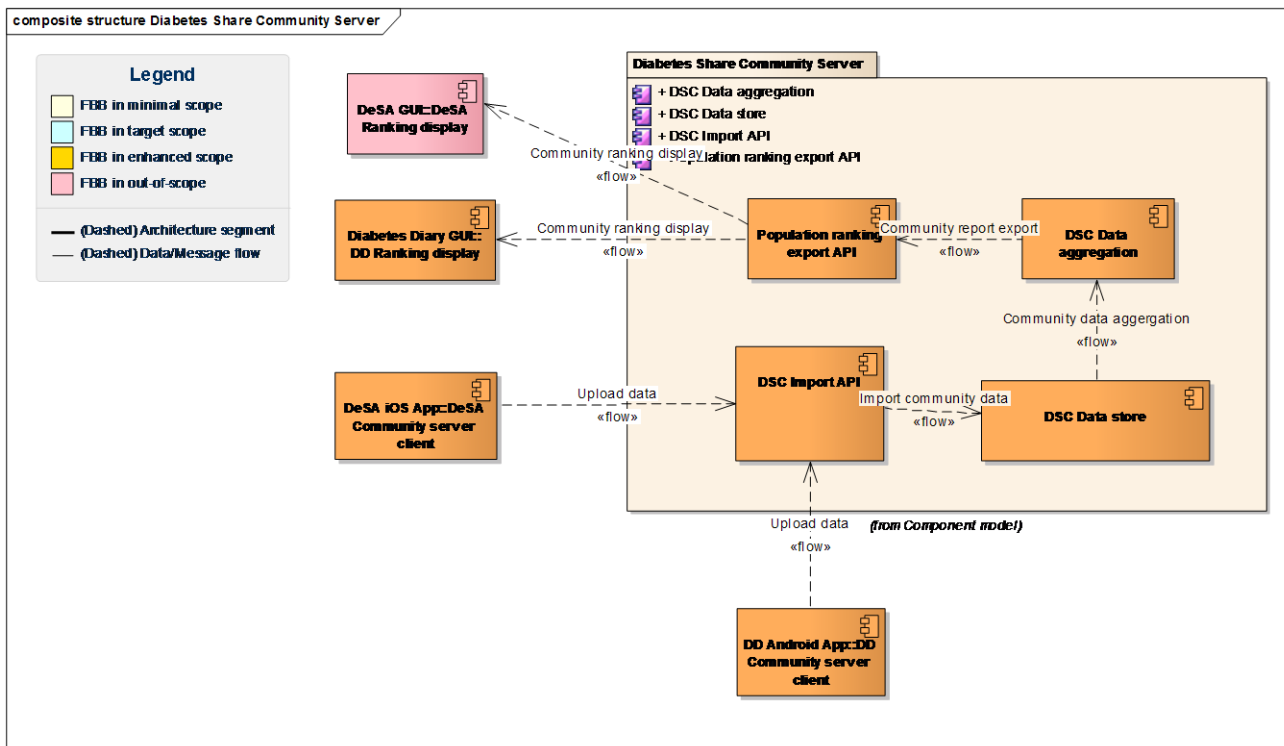 composite structure Diabetes Share Community Server
Legend
FBB in minimal scope
FBB in target scope
FBB in enhanced scope
FBB in out-of-scope
(Dashed) Architecture segment
(Dashed) Data/Message flow
DeSA GUI::DeSA
Ranking display
Diabetes Share Community Server
+ DSC Data aggregation
+ DSC Data store
+ DSC Import API
+ Population ranking export API
Community ranking display
«flow»
Diabetes Diary GUI::
DD Ranking display
Community ranking display
«flow»
Population ranking
export API
Community report export
«flow»
DSC Data
aggregation
Community data aggergation
«flow»
DeSA iOS App::DeSA
Community server
client
Upload data
«flow»
DSC Import API
Import community data
«flow»
DSC Data store
Upload data
«flow»
(from Component model)
DD Android App::DD
Community server
client